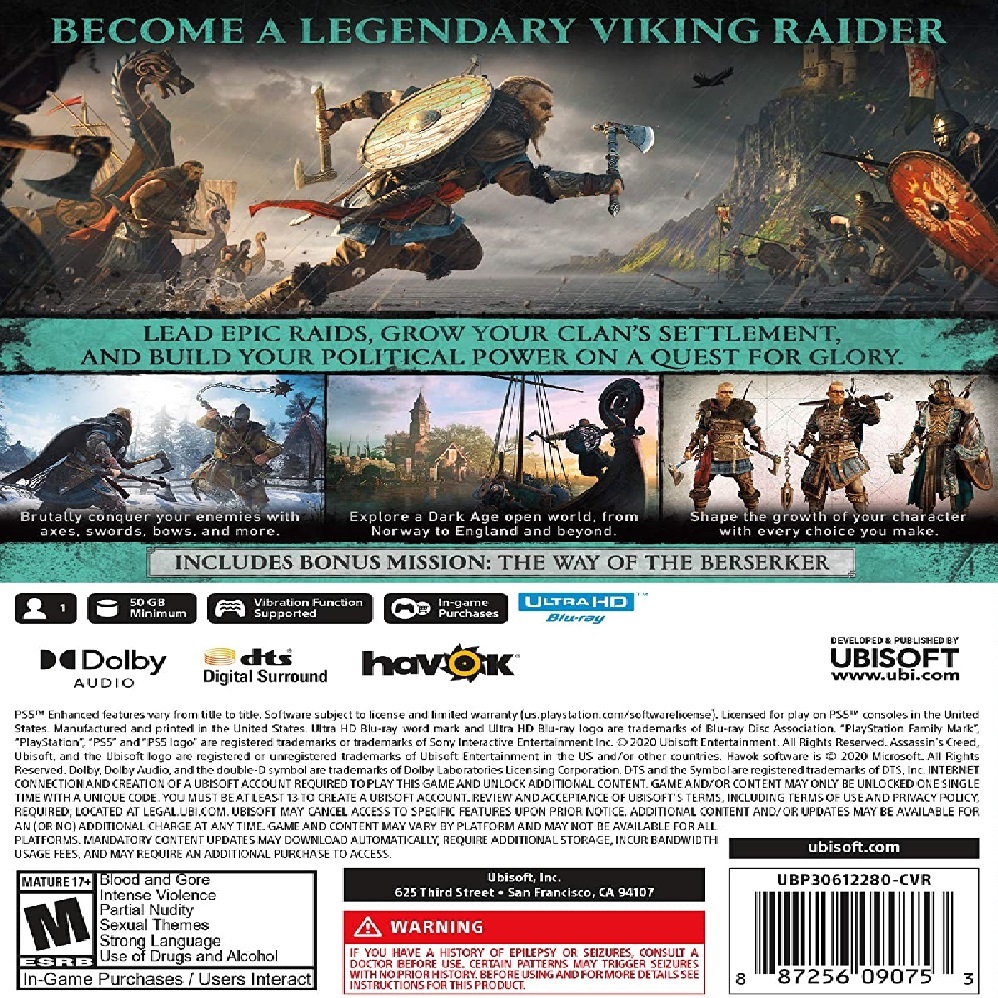 BECOME A LEGENDARY VIKING RAIDER
LEAD EPIC RAIDS, GROW YOUR CLAN'S SETTLEMENT,
AND BUILD YOUR POLITICAL POWER ON A QUEST FOR GLORY.
Brutally conquer your enemies with
axes, swords, bows, and more.
Explore a Dark Age open world, from
Norway to England and beyond.
Shape the growth of your character
with every choice you make.
INCLUDES BONUS MISSION: THE WAY OF THE BERSERKER
1
50 GB
Minimum
Vibration Function
Supported
In-game
Purchases
ULTRA HD™
Blu-ray
Dolby
AUDIO
dts
Digital Surround
havok
DEVELOPED & PUBLISHED BY
UBISOFT
www.ubi.com
PS5™ Enhanced features vary from title to title. Software subject to license and limited warranty (us.playstation.com/softwarelicense). Licensed for play on PS5™ consoles in the United
States. Manufactured and printed in the United States. Ultra HD Blu-ray word mark and Ultra HD Blu-ray logo are trademarks of Blu-ray Disc Association. "PlayStation Family Mark",
"PlayStation", "PS5" and "PS5 logo" are registered trademarks or trademarks of Sony Interactive Entertainment Inc. © 2020 Ubisoft Entertainment. All Rights Reserved. Assassin's Creed,
Ubisoft, and the Ubisoft logo are registered or unregistered trademarks of Ubisoft Entertainment in the US and/or other countries. Havok software is © 2020 Microsoft. All Rights
Reserved. Dolby, Dolby Audio, and the double-D symbol are trademarks of Dolby Laboratories Licensing Corporation. DTS and the Symbol are registered trademarks of DTS, Inc. INTERNET
CONNECTION AND CREATION OF A UBISOFT ACCOUNT REQUIRED TO PLAY THIS GAME AND UNLOCK ADDITIONAL CONTENT. GAME AND/OR CONTENT MAY ONLY BE UNLOCKED ONE SINGLE
TIME WITH A UNIQUE CODE. YOU MUST BE AT LEAST 13 TO CREATE A UBISOFT ACCOUNT. REVIEW AND ACCEPTANCE OF UBISOFT'S TERMS, INCLUDING TERMS OF USE AND PRIVACY POLICY,
REQUIRED, LOCATED AT LEGAL.UBI.COM. UBISOFT MAY CANCEL ACCESS TO SPECIFIC FEATURES UPON PRIOR NOTICE. ADDITIONAL CONTENT AND/OR UPDATES MAY BE AVAILABLE FOR
AN (OR NO) ADDITIONAL CHARGE AT ANY TIME. GAME AND CONTENT MAY VARY BY PLATFORM AND MAY NOT BE AVAILABLE FOR ALL
PLATFORMS. MANDATORY CONTENT UPDATES MAY DOWNLOAD AUTOMATICALLY, REQUIRE ADDITIONAL STORAGE, INCUR BANDWIDTH
USAGE FEES, AND MAY REQUIRE AN ADDITIONAL PURCHASE TO ACCESS.
ubisoft.com
MATURE 17+
M
ESRB
Blood and Gore
Intense Violence
Partial Nudity
Sexual Themes
Strong Language
Use of Drugs and Alcohol
In-Game Purchases / Users Interact
Ubisoft, Inc.
625 Third Street • San Francisco, CA 94107
WARNING
IF YOU HAVE A HISTORY OF EPILEPSY OR SEIZURES, CONSULT A
DOCTOR BEFORE USE. CERTAIN PATTERNS MAY TRIGGER SEIZURES
WITH NO PRIOR HISTORY. BEFORE USING AND FOR MORE DETAILS SEE
INSTRUCTIONS FOR THIS PRODUCT.
UBP30612280-CVR
8 87256 09075 3